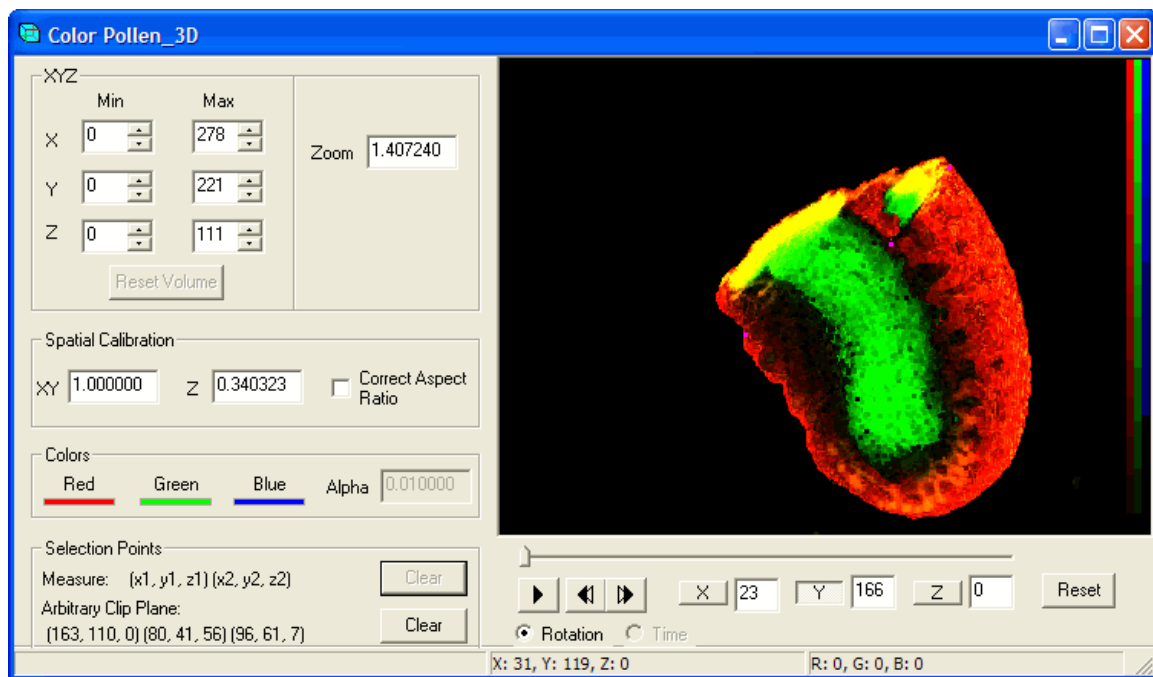 Color Pollen_3D
XYZ
Min Max
X 0 278
Zoom 1.407240
Y 0 221
Z 0 111
Reset Volume
Spatial Calibration
XY 1.000000 Z 0.340323 Correct Aspect Ratio
Colors
Red Green Blue Alpha 0.010000
Selection Points
Measure: (x1, y1, z1) (x2, y2, z2) Clear
Arbitrary Clip Plane:
(163, 110, 0) (80, 41, 56) (96, 61, 7) Clear
X 23 Y 166 Z 0 Reset
Rotation Time
X: 31, Y: 119, Z: 0 R: 0, G: 0, B: 0